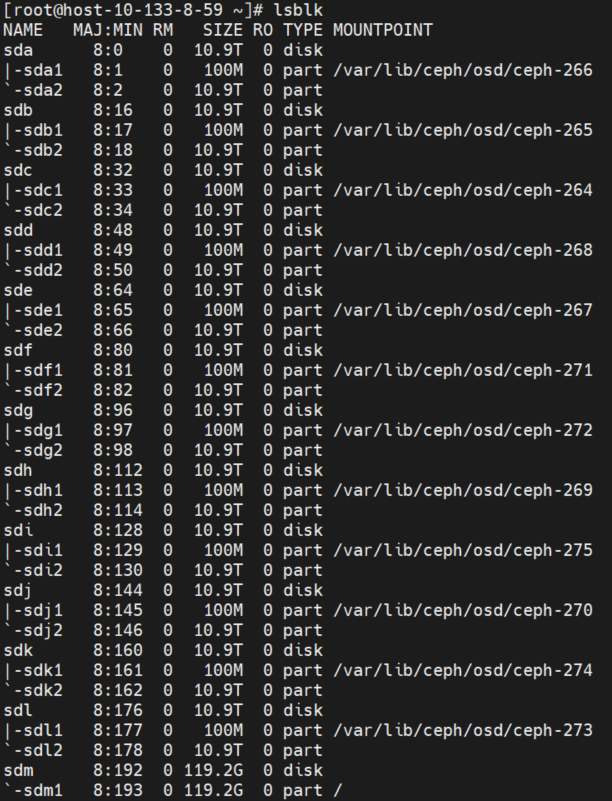 [root@host-10-133-8-59 ~]# lsblk
NAME   MAJ:MIN RM   SIZE RO TYPE MOUNTPOINT
sda      8:0    0  10.9T  0 disk
|-sda1   8:1    0   100M  0 part /var/lib/ceph/osd/ceph-266
`-sda2   8:2    0  10.9T  0 part
sdb      8:16   0  10.9T  0 disk
|-sdb1   8:17   0   100M  0 part /var/lib/ceph/osd/ceph-265
`-sdb2   8:18   0  10.9T  0 part
sdc      8:32   0  10.9T  0 disk
|-sdc1   8:33   0   100M  0 part /var/lib/ceph/osd/ceph-264
`-sdc2   8:34   0  10.9T  0 part
sdd      8:48   0  10.9T  0 disk
|-sdd1   8:49   0   100M  0 part /var/lib/ceph/osd/ceph-268
`-sdd2   8:50   0  10.9T  0 part
sde      8:64   0  10.9T  0 disk
|-sde1   8:65   0   100M  0 part /var/lib/ceph/osd/ceph-267
`-sde2   8:66   0  10.9T  0 part
sdf      8:80   0  10.9T  0 disk
|-sdf1   8:81   0   100M  0 part /var/lib/ceph/osd/ceph-271
`-sdf2   8:82   0  10.9T  0 part
sdg      8:96   0  10.9T  0 disk
|-sdg1   8:97   0   100M  0 part /var/lib/ceph/osd/ceph-272
`-sdg2   8:98   0  10.9T  0 part
sdh      8:112  0  10.9T  0 disk
|-sdh1   8:113  0   100M  0 part /var/lib/ceph/osd/ceph-269
`-sdh2   8:114  0  10.9T  0 part
sdi      8:128  0  10.9T  0 disk
|-sdi1   8:129  0   100M  0 part /var/lib/ceph/osd/ceph-275
`-sdi2   8:130  0  10.9T  0 part
sdj      8:144  0  10.9T  0 disk
|-sdj1   8:145  0   100M  0 part /var/lib/ceph/osd/ceph-270
`-sdj2   8:146  0  10.9T  0 part
sdk      8:160  0  10.9T  0 disk
|-sdk1   8:161  0   100M  0 part /var/lib/ceph/osd/ceph-274
`-sdk2   8:162  0  10.9T  0 part
sdl      8:176  0  10.9T  0 disk
|-sdl1   8:177  0   100M  0 part /var/lib/ceph/osd/ceph-273
`-sdl2   8:178  0  10.9T  0 part
sdm      8:192  0 119.2G  0 disk
`-sdm1   8:193  0 119.2G  0 part /